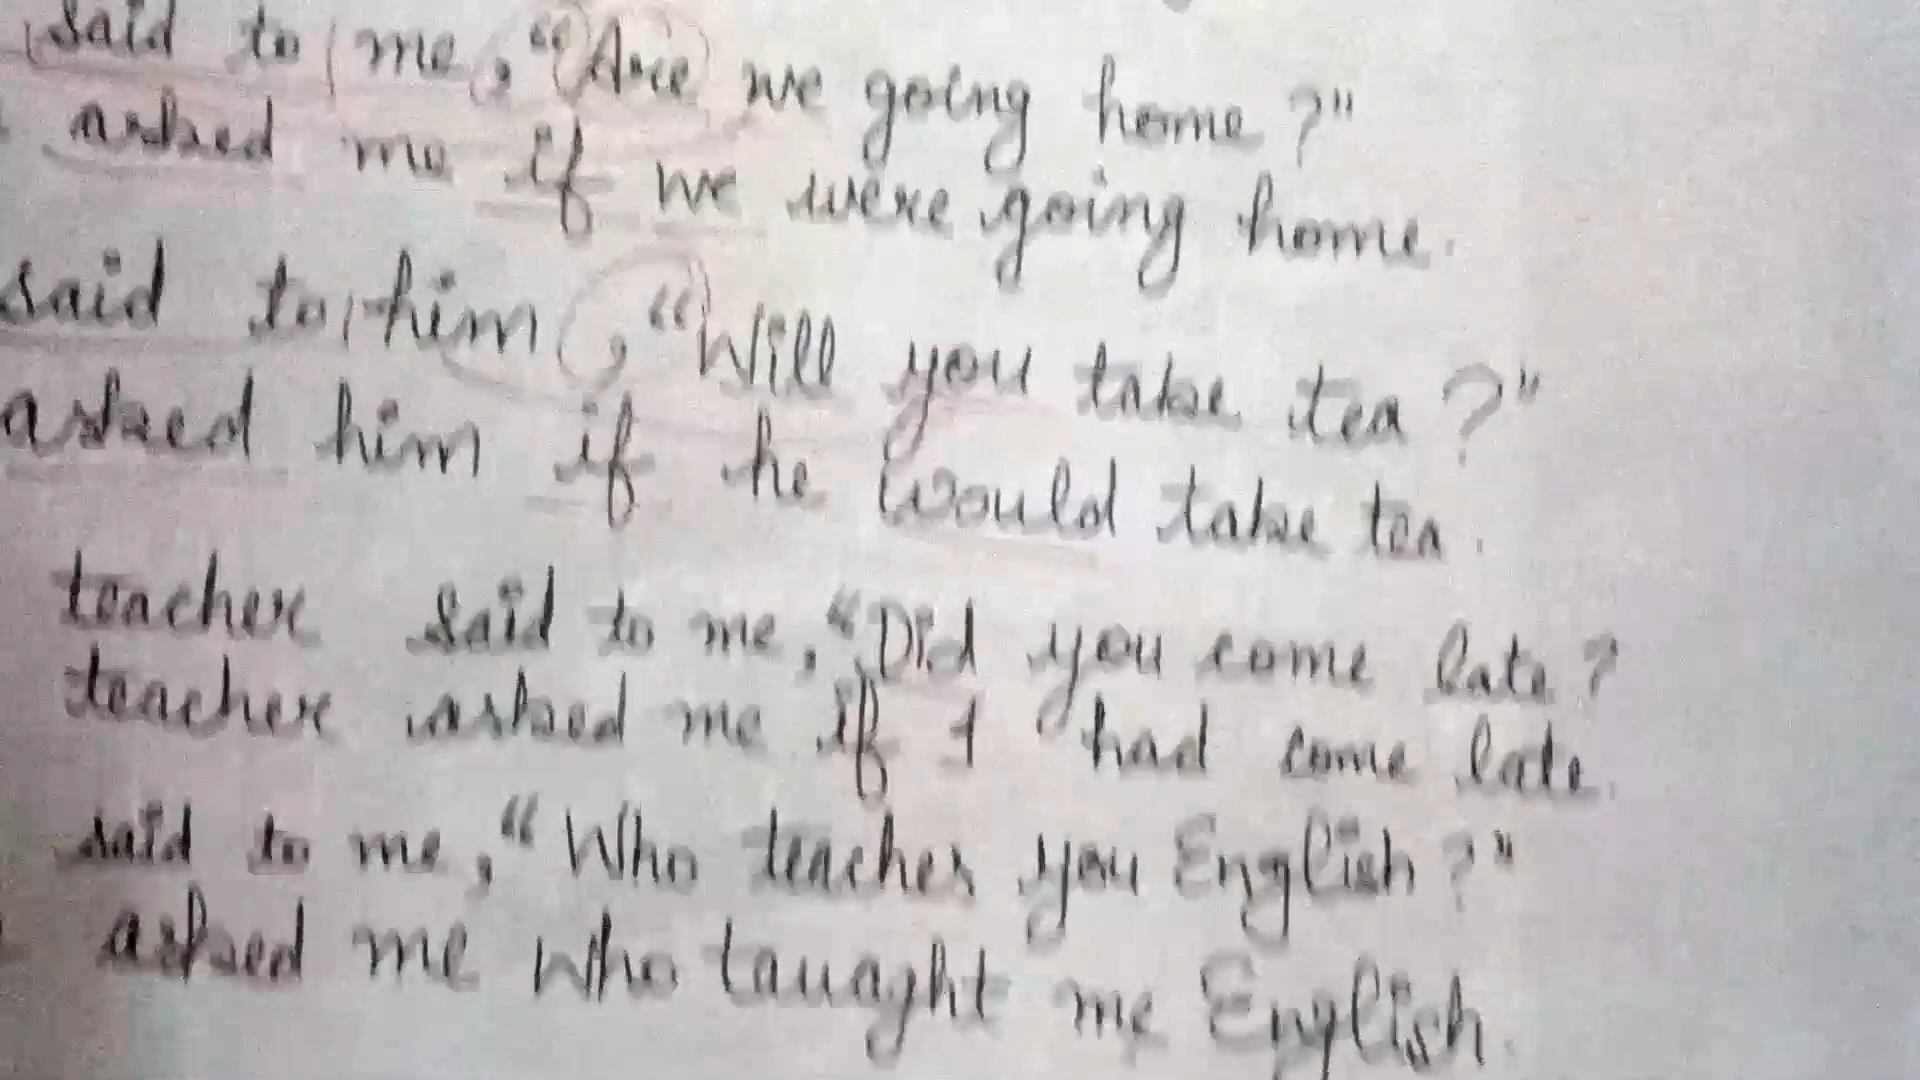 said to me, "Are we going home?"
asked me if we were going home.
said to him, "Will you take tea?"
asked him if he would take tea.
teacher said to me, "Did you come late?
teacher asked me if I had come late.
said to me, "Who teaches you English?"
asked me who tauaght me English.